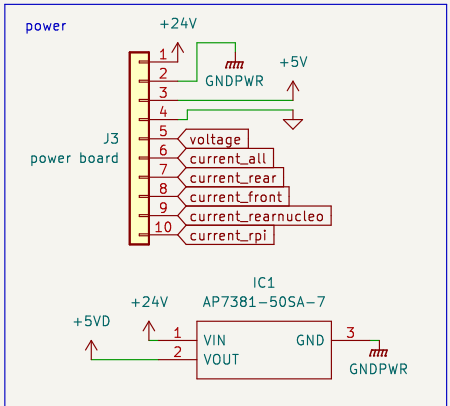 power
+24V
1
2
GNDPWR
+5V
3
4
J3
power board
5 voltage
6 current_all
7 current_rear
8 current_front
9 current_rearnucleo
10 current_rpi
IC1
AP7381-50SA-7
+24V
+5VD
1 VIN
GND 3
2 VOUT
GNDPWR